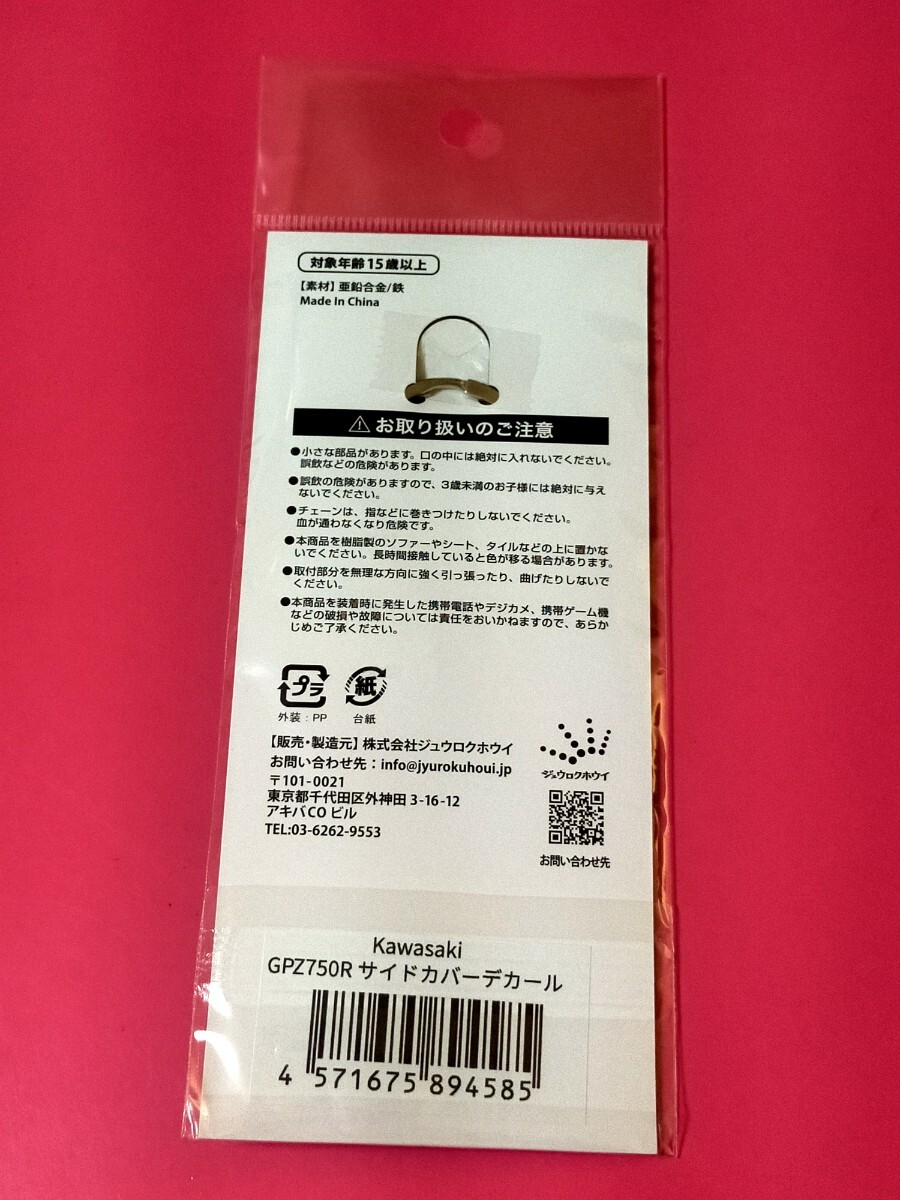 対象年齢15歳以上
【素材】亜鉛合金/鉄
Made In China
⚠お取り扱いのご注意
●小さな部品があります。口の中には絶対に入れないでください。
誤飲などの危険があります。
●誤飲の危険がありますので、3歳未満のお子様には絶対に与え
ないでください。
●チェーンは、指などに巻きつけたりしないでください。
血が通わなくなり危険です。
●本商品を樹脂製のソファーやシート、タイルなどの上に置かな
いでください。長時間接触していると色が移る場合があります。
●取付部分を無理な方向に強く引っ張ったり、曲げたりしないで
ください。
●本商品を装着時に発生した携帯電話やデジカメ、携帯ゲーム機
などの破損や故障については責任をおいかねますので、あらか
じめご了承ください。
プラ 紙
外装:PP 台紙
【販売・製造元】株式会社ジュウロクホウイ
お問い合わせ先:info@jyurokuhoui.jp
〒101-0021
東京都千代田区外神田 3-16-12
アキバCO ビル
TEL:03-6262-9553
ジュウロクホウイ
お問い合わせ先
Kawasaki
GPZ750R サイドカバーデカール
4 571675 894585